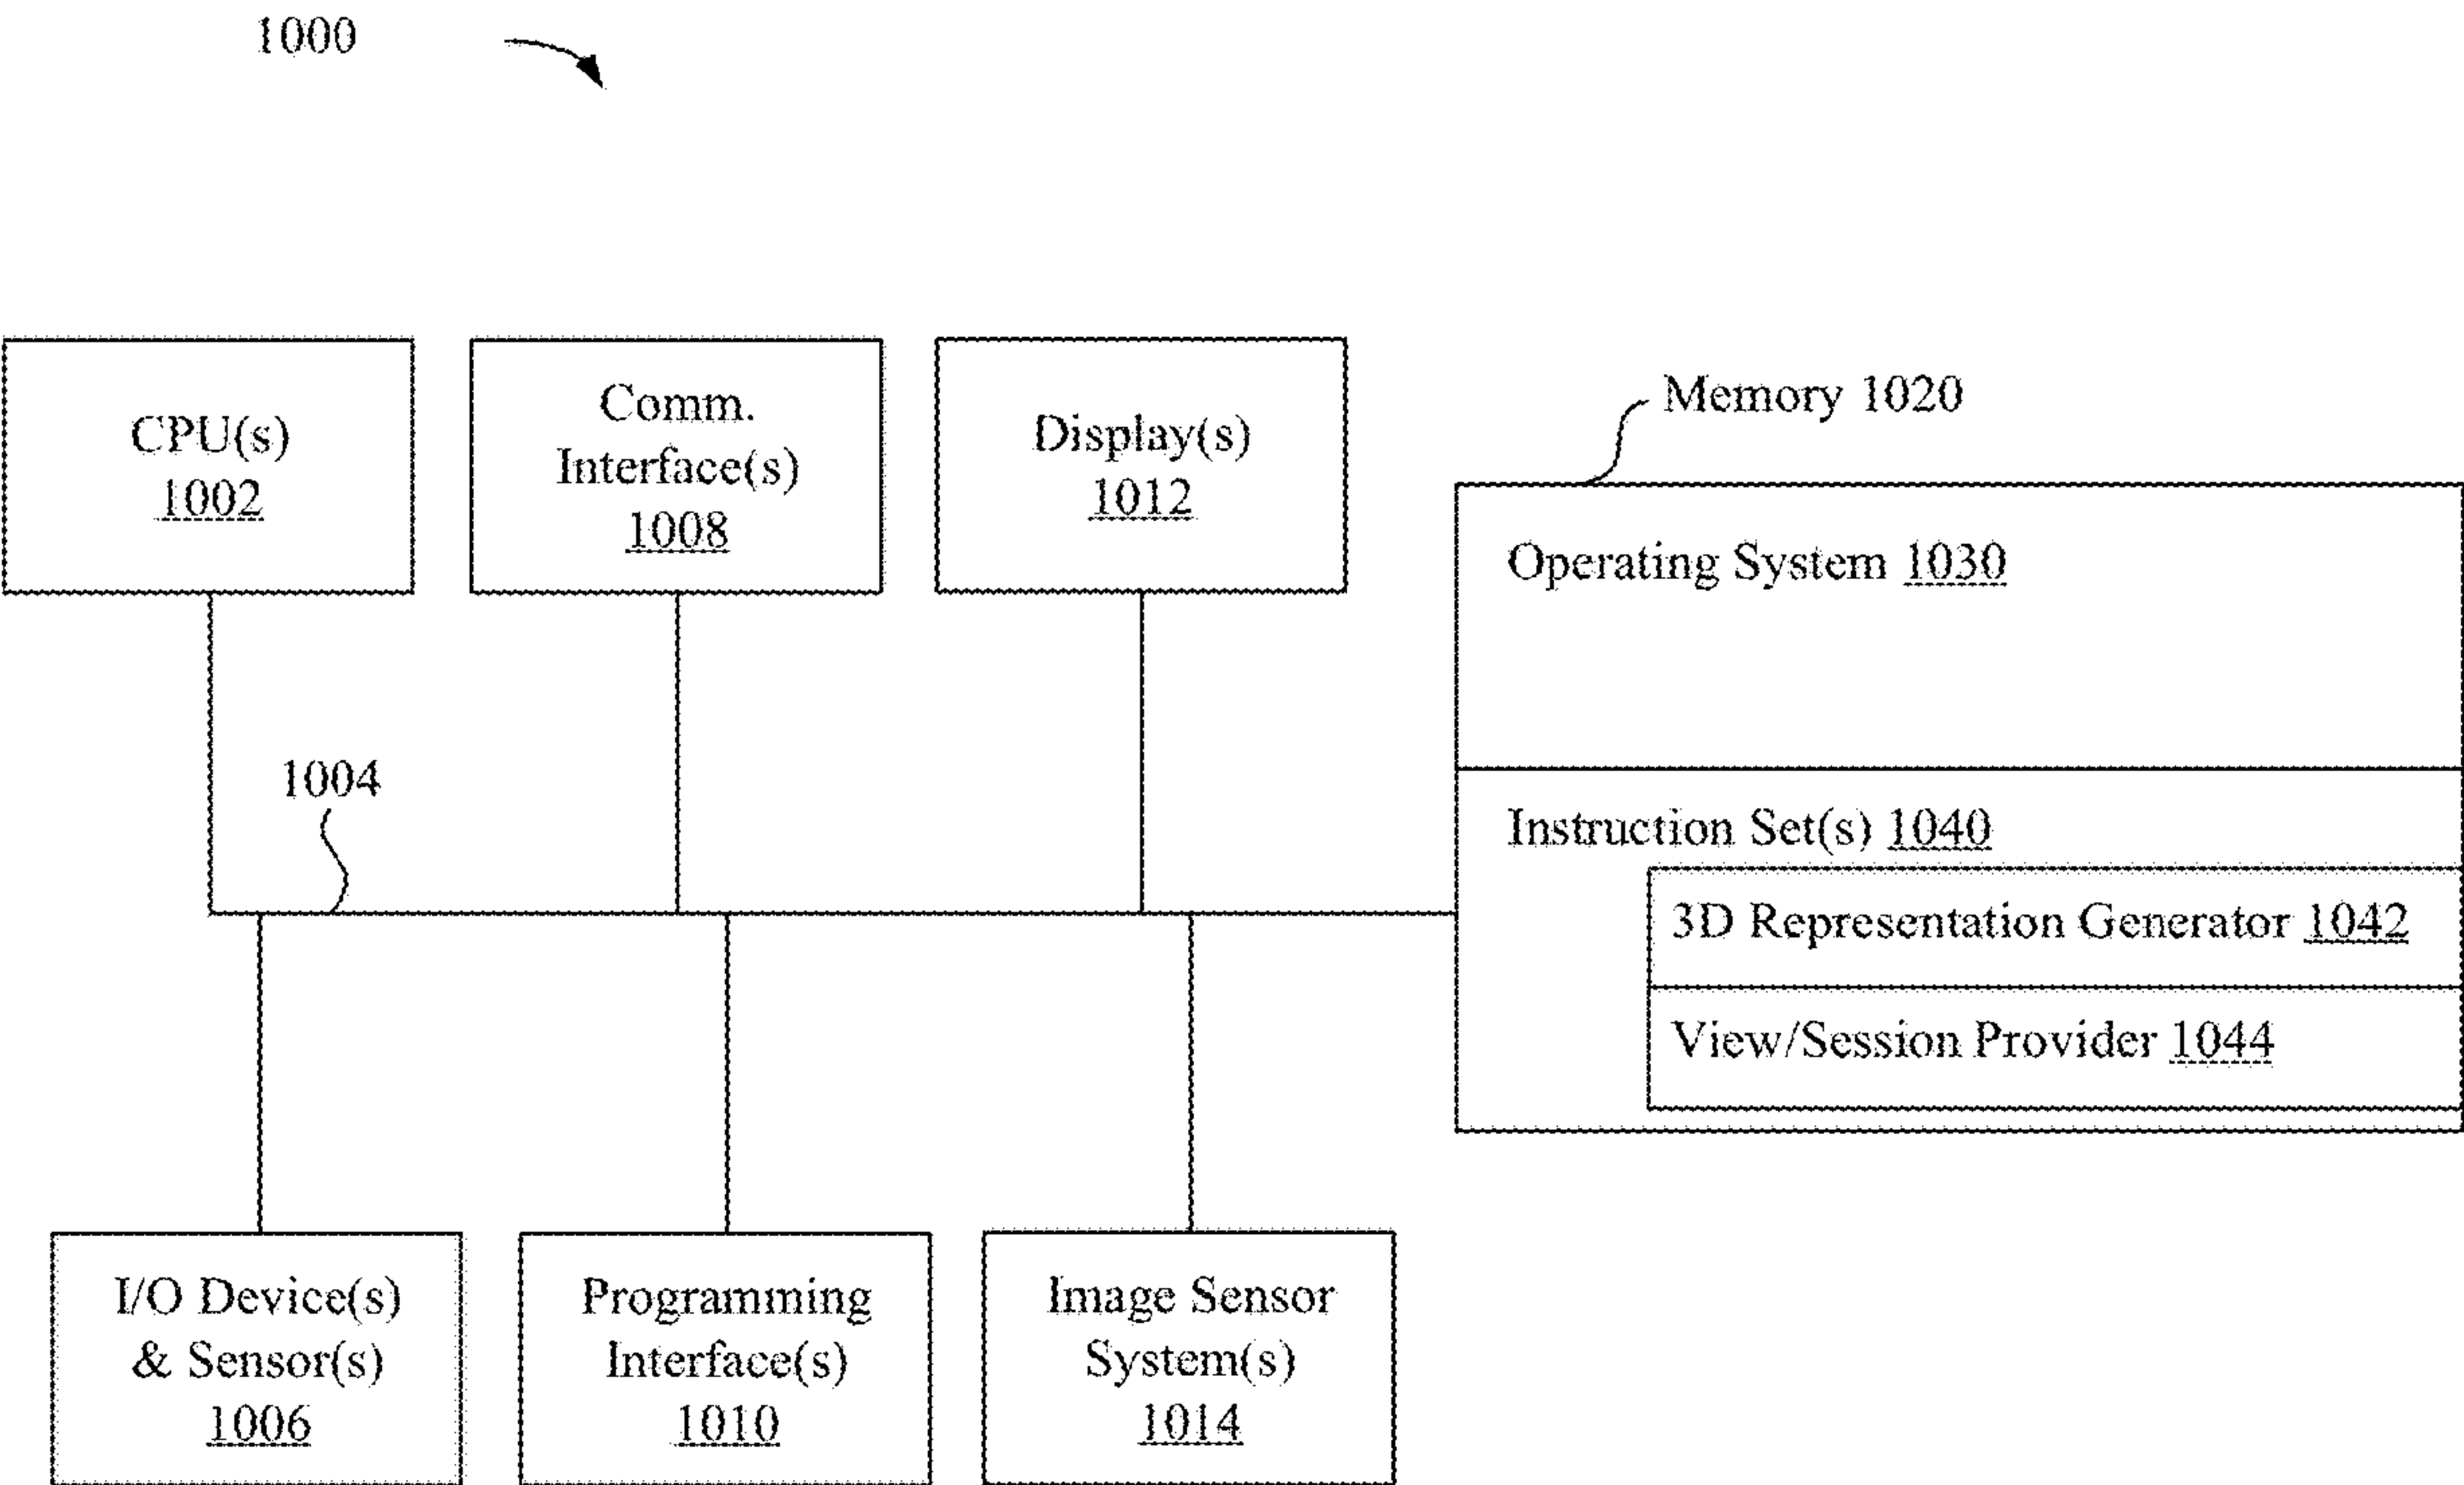 1000
CPU(s)
1002
Comm.
Interface(s)
1008
Display(s)
1012
Memory 1020
Operating System 1030
1004
Instruction Set(s) 1040
3D Representation Generator 1042
View/Session Provider 1044
I/O Device(s)
& Sensor(s)
1006
Programming
Interface(s)
1010
Image Sensor
System(s)
1014